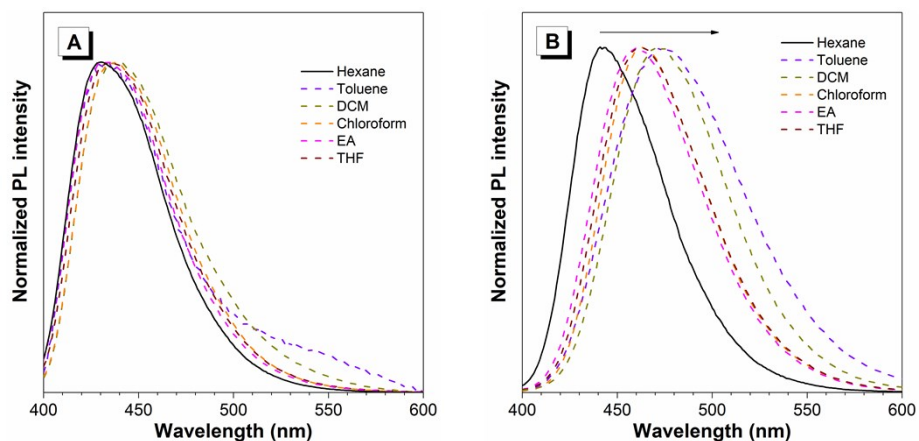 A
Hexane
Toluene
DCM
Chloroform
EA
THF
Normalized PL intensity
400 450 500 550 600
Wavelength (nm)
B
Hexane
Toluene
DCM
Chloroform
EA
THF
Normalized PL intensity
400 450 500 550 600
Wavelength (nm)